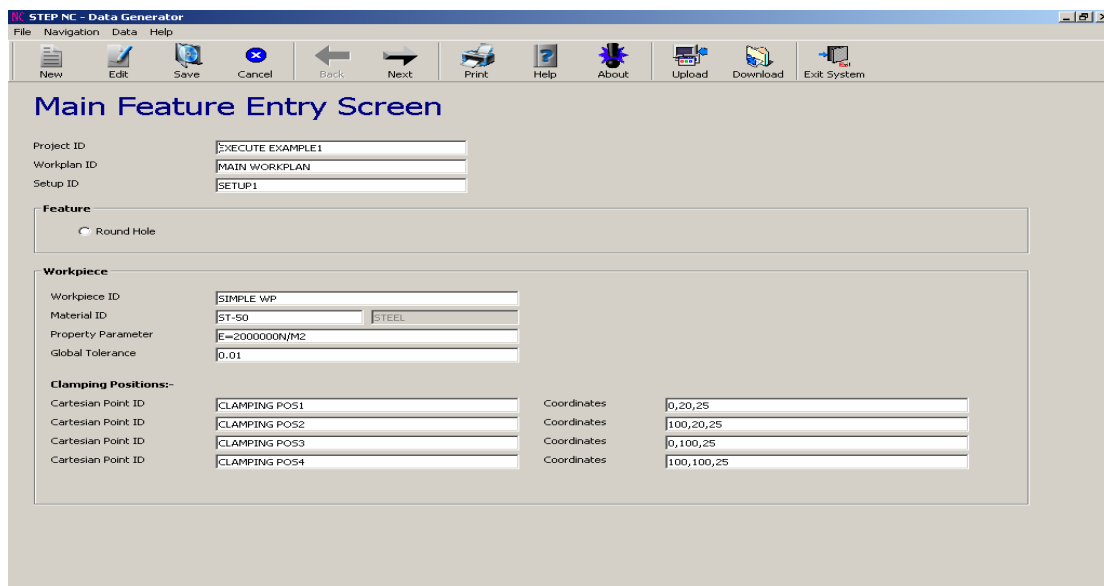 NC STEP NC - Data Generator
File Navigation Data Help
New Edit Save Cancel Back Next Print Help About Upload Download Exit System
Main Feature Entry Screen
Project ID EXECUTE EXAMPLE1
Workplan ID MAIN WORKPLAN
Setup ID SETUP1
Feature
Round Hole
Workpiece
Workpiece ID SIMPLE WP
Material ID ST-50 STEEL
Property Parameter E=2000000N/M2
Global Tolerance 0.01
Clamping Positions:-
Cartesian Point ID CLAMPING POS1 Coordinates 0,20,25
Cartesian Point ID CLAMPING POS2 Coordinates 100,20,25
Cartesian Point ID CLAMPING POS3 Coordinates 0,100,25
Cartesian Point ID CLAMPING POS4 Coordinates 100,100,25